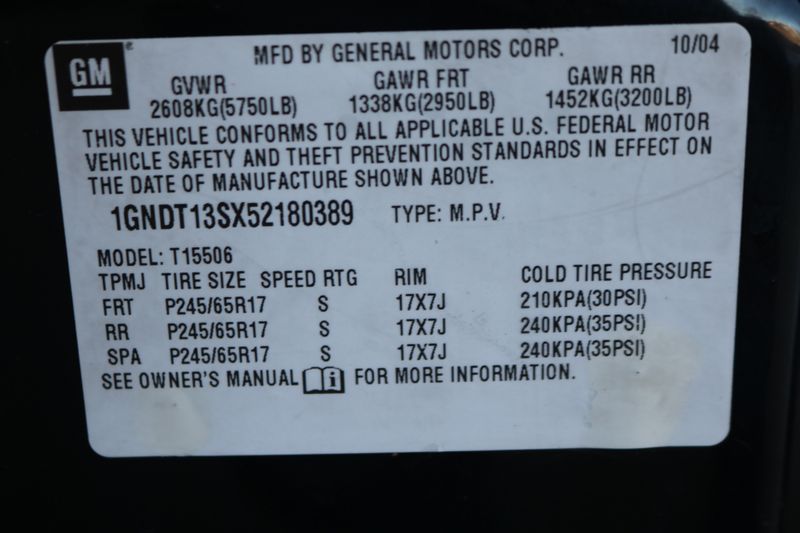 GM
MFD BY GENERAL MOTORS CORP. 10/04
GVWR GAWR FRT GAWR RR
2608KG(5750LB) 1338KG(2950LB) 1452KG(3200LB)
THIS VEHICLE CONFORMS TO ALL APPLICABLE U.S. FEDERAL MOTOR
VEHICLE SAFETY AND THEFT PREVENTION STANDARDS IN EFFECT ON
THE DATE OF MANUFACTURE SHOWN ABOVE.
1GNDT13SX52180389 TYPE: M.P.V.
MODEL: T15506
TPMJ TIRE SIZE SPEED RTG RIM COLD TIRE PRESSURE
FRT P245/65R17 S 17X7J 210KPA(30PSI)
RR P245/65R17 S 17X7J 240KPA(35PSI)
SPA P245/65R17 S 17X7J 240KPA(35PSI)
SEE OWNER'S MANUAL i FOR MORE INFORMATION.